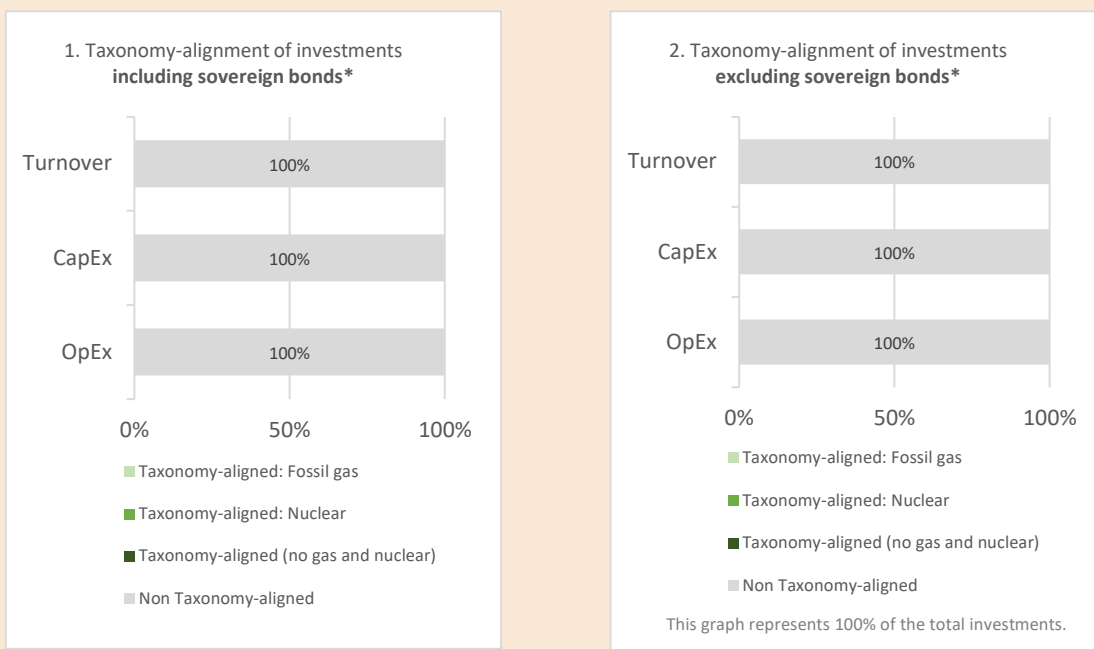 1. Taxonomy-alignment of investments
including sovereign bonds*
Turnover
100%
CapEx
100%
OpEx
100%
0%
50%
100%
Taxonomy-aligned: Fossil gas
Taxonomy-aligned: Nuclear
Taxonomy-aligned (no gas and nuclear)
Non Taxonomy-aligned
2. Taxonomy-alignment of investments
excluding sovereign bonds*
Turnover
100%
CapEx
100%
OpEx
100%
0%
50%
100%
Taxonomy-aligned: Fossil gas
Taxonomy-aligned: Nuclear
Taxonomy-aligned (no gas and nuclear)
Non Taxonomy-aligned
This graph represents 100% of the total investments.